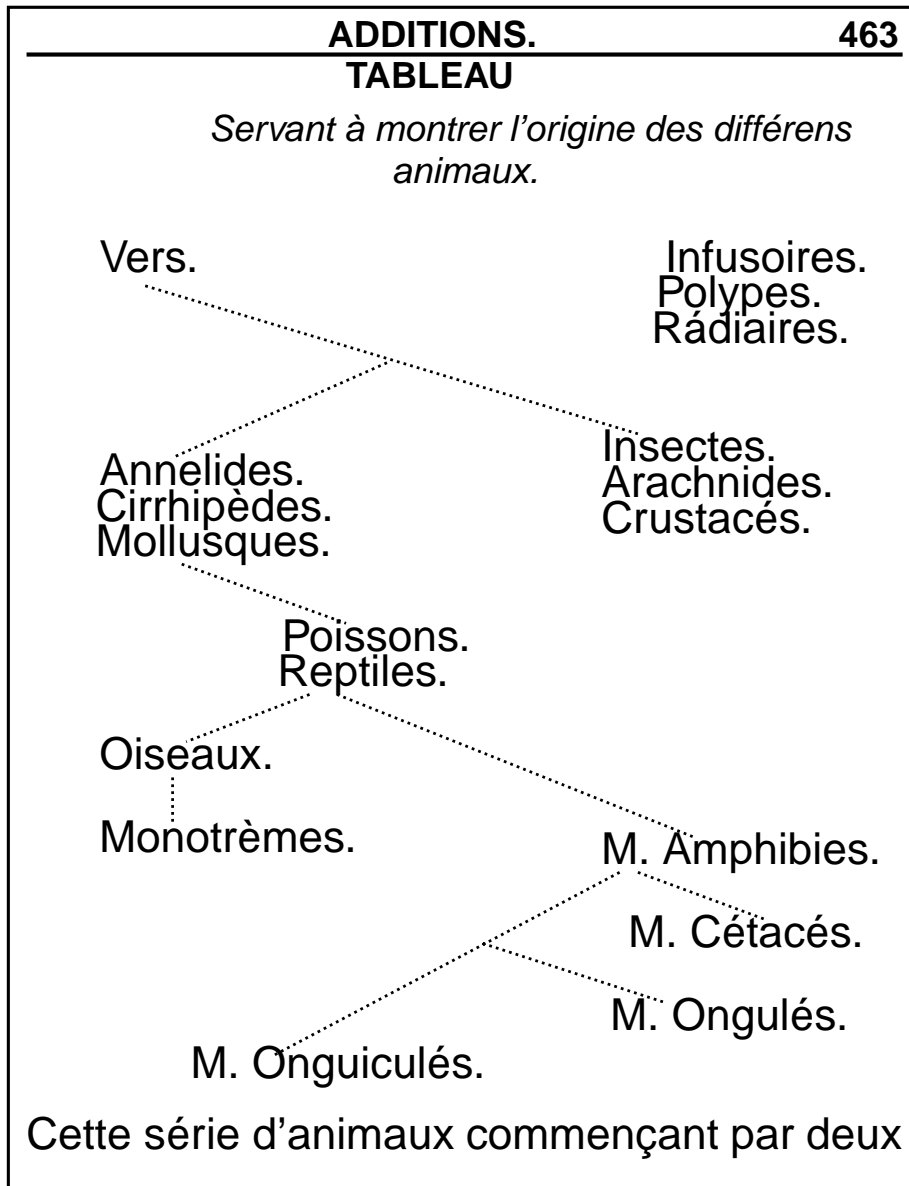 ADDITIONS. 463
TABLEAU
Servant à montrer l’origine des différens
animaux.
Vers. Infusoires.
Polypes.
Rádiaires.
Annelides. Insectes.
Cirrhipèdes. Arachnides.
Mollusques. Crustacés.
Poissons.
Reptiles.
Oiseaux.
Monotrèmes. M. Amphibies.
M. Cétacés.
M. Ongulés.
M. Onguiculés.
Cette série d’animaux commençant par deux